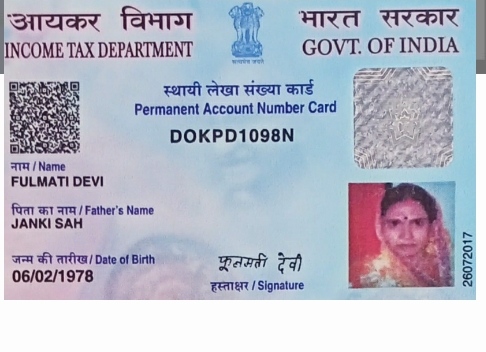 आयकर विभाग
INCOME TAX DEPARTMENT
भारत सरकार
GOVT. OF INDIA
सत्यमेव जयते
स्थायी लेखा संख्या कार्ड
Permanent Account Number Card
DOKPD1098N
नाम / Name
FULMATI DEVI
पिता का नाम / Father's Name
JANKI SAH
जन्म की तारीख / Date of Birth
06/02/1978
फुलमती देवी
हस्ताक्षर / Signature
26072017